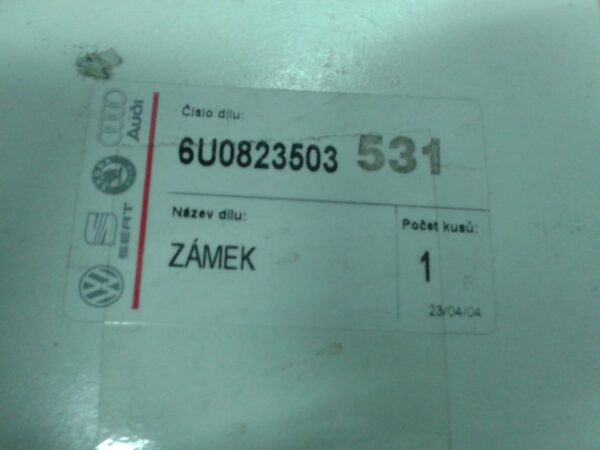 Číslo dílu:
6U0823503 531
Název dílu:
ZÁMEK
Počet kusů:
1
23/04/04
Audi
SEAT